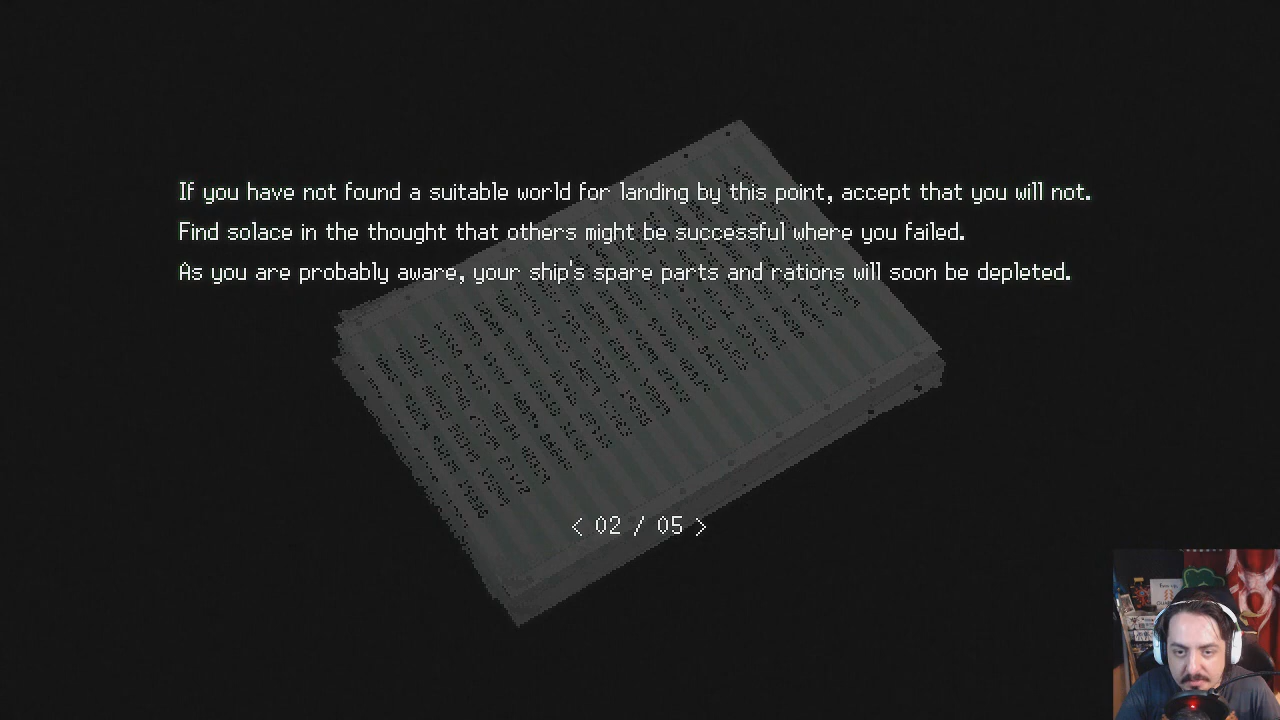 If you have not found a suitable world for landing by this point, accept that you will not.
Find solace in the thought that others might be successful where you failed.
As you are probably aware, your ship's spare parts and rations will soon be depleted.
< 02 / 05 >